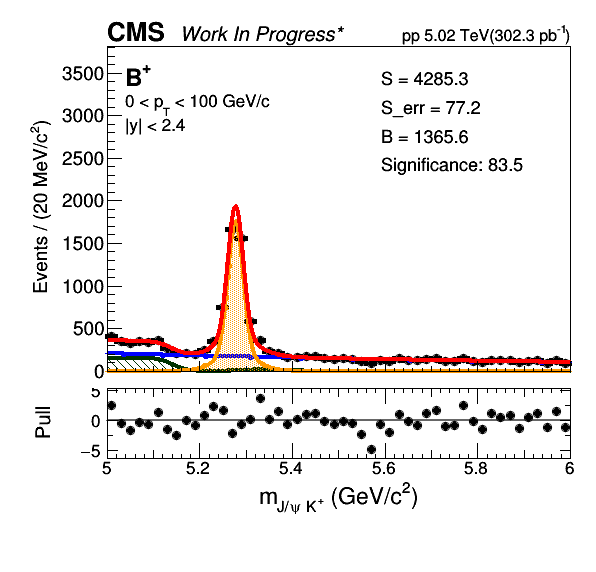 CMS Work In Progress* pp 5.02 TeV(302.3 pb⁻¹)
B⁺
0 < p_T < 100 GeV/c
|y| < 2.4
S = 4285.3
S_err = 77.2
B = 1365.6
Significance: 83.5
Events / (20 MeV/c²)
3500
3000
2500
2000
1500
1000
500
0
Pull
5
0
−5
5 5.2 5.4 5.6 5.8 6
m_{J/ψ K⁺} (GeV/c²)